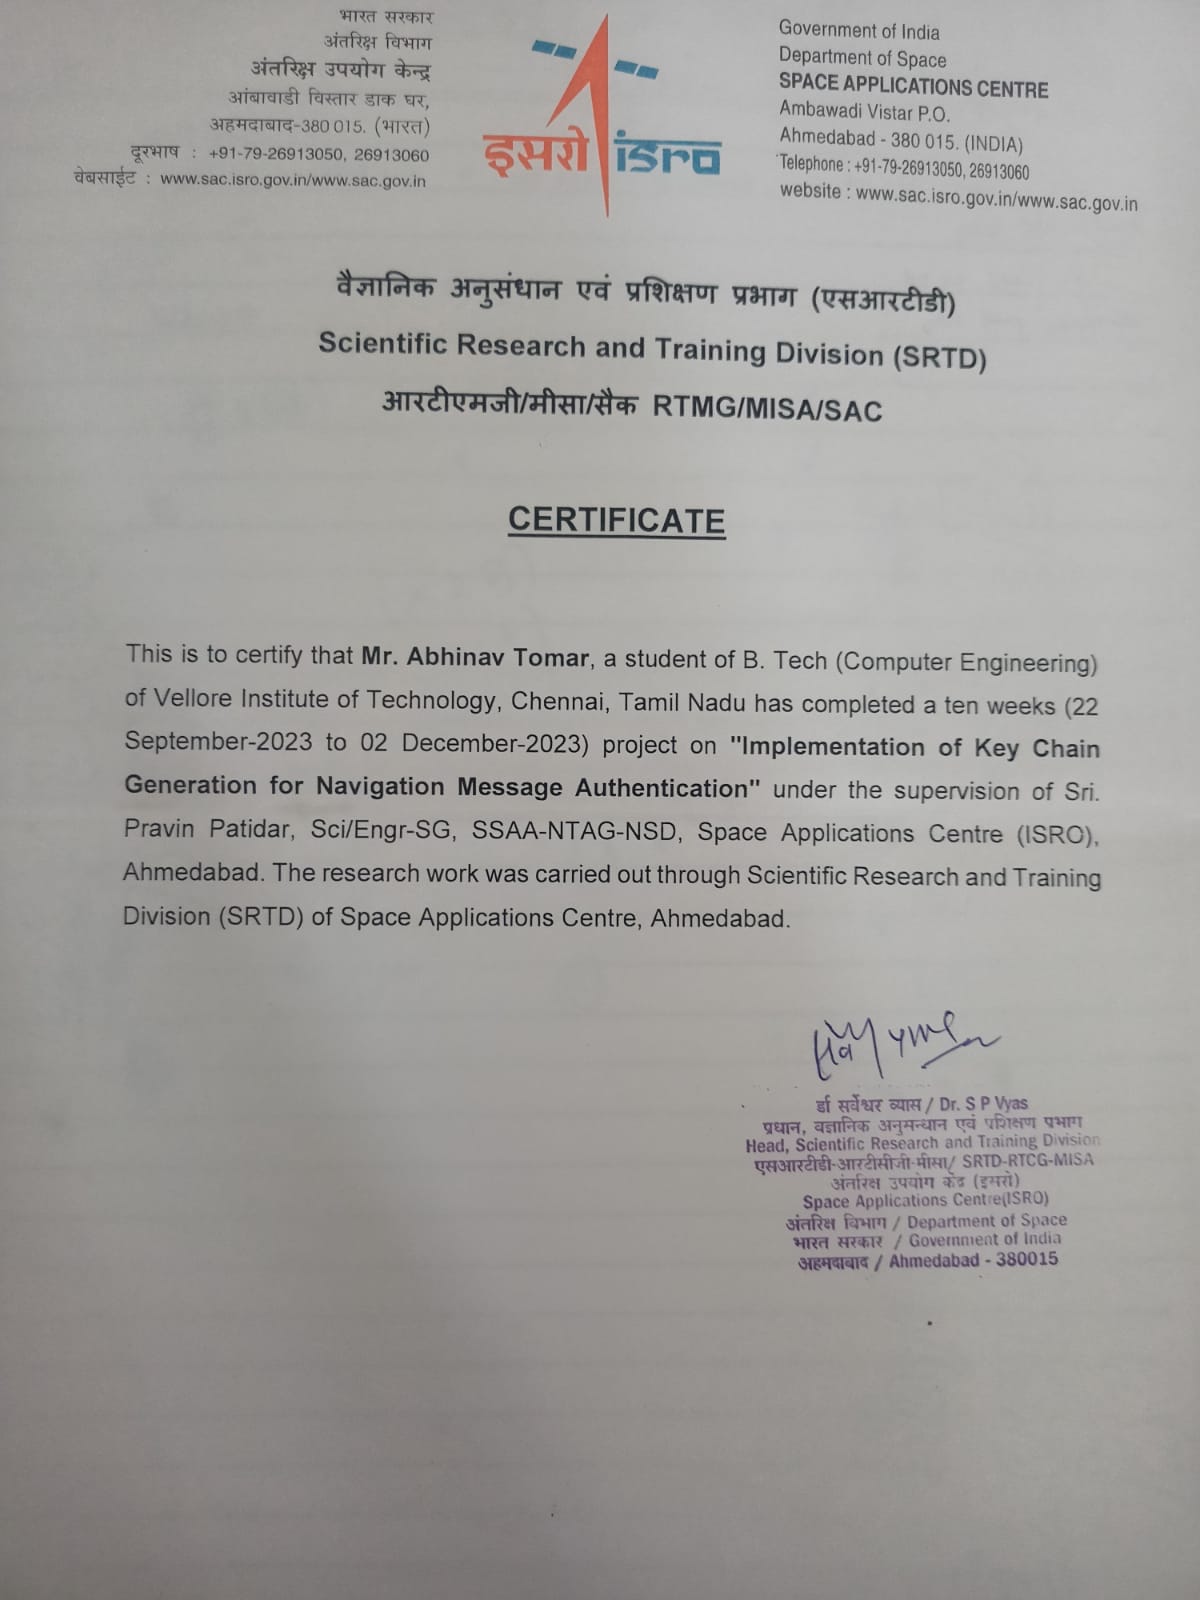 भारत सरकार
अंतरिक्ष विभाग
अंतरिक्ष उपयोग केन्द्र
आंबावाडी विस्तार डाक घर,
अहमदाबाद-380 015. (भारत)
दूरभाष : +91-79-26913050, 26913060
वेबसाईट : www.sac.isro.gov.in/www.sac.gov.in
इसरो isro
Government of India
Department of Space
SPACE APPLICATIONS CENTRE
Ambawadi Vistar P.O.
Ahmedabad - 380 015. (INDIA)
Telephone : +91-79-26913050, 26913060
website : www.sac.isro.gov.in/www.sac.gov.in
वैज्ञानिक अनुसंधान एवं प्रशिक्षण प्रभाग (एसआरटीडी)
Scientific Research and Training Division (SRTD)
आरटीएमजी/मीसा/सैक RTMG/MISA/SAC
CERTIFICATE
This is to certify that Mr. Abhinav Tomar, a student of B. Tech (Computer Engineering)
of Vellore Institute of Technology, Chennai, Tamil Nadu has completed a ten weeks (22
September-2023 to 02 December-2023) project on "Implementation of Key Chain
Generation for Navigation Message Authentication" under the supervision of Sri.
Pravin Patidar, Sci/Engr-SG, SSAA-NTAG-NSD, Space Applications Centre (ISRO),
Ahmedabad. The research work was carried out through Scientific Research and Training
Division (SRTD) of Space Applications Centre, Ahmedabad.
र्डा सर्वेश्वर व्यास / Dr. S P Vyas
प्रधान, वज्ञानिक अनुसन्धान एवं प्रशिक्षण प्रभाग
Head, Scientific Research and Training Division
एसआरटीडी-आरटीसीजी-मीसा/ SRTD-RTCG-MISA
अंतरिक्ष उपयोग केंद्र (इसरो)
Space Applications Centre(ISRO)
अंतरिक्ष विभाग / Department of Space
भारत सरकार / Government of India
अहमदाबाद / Ahmedabad - 380015